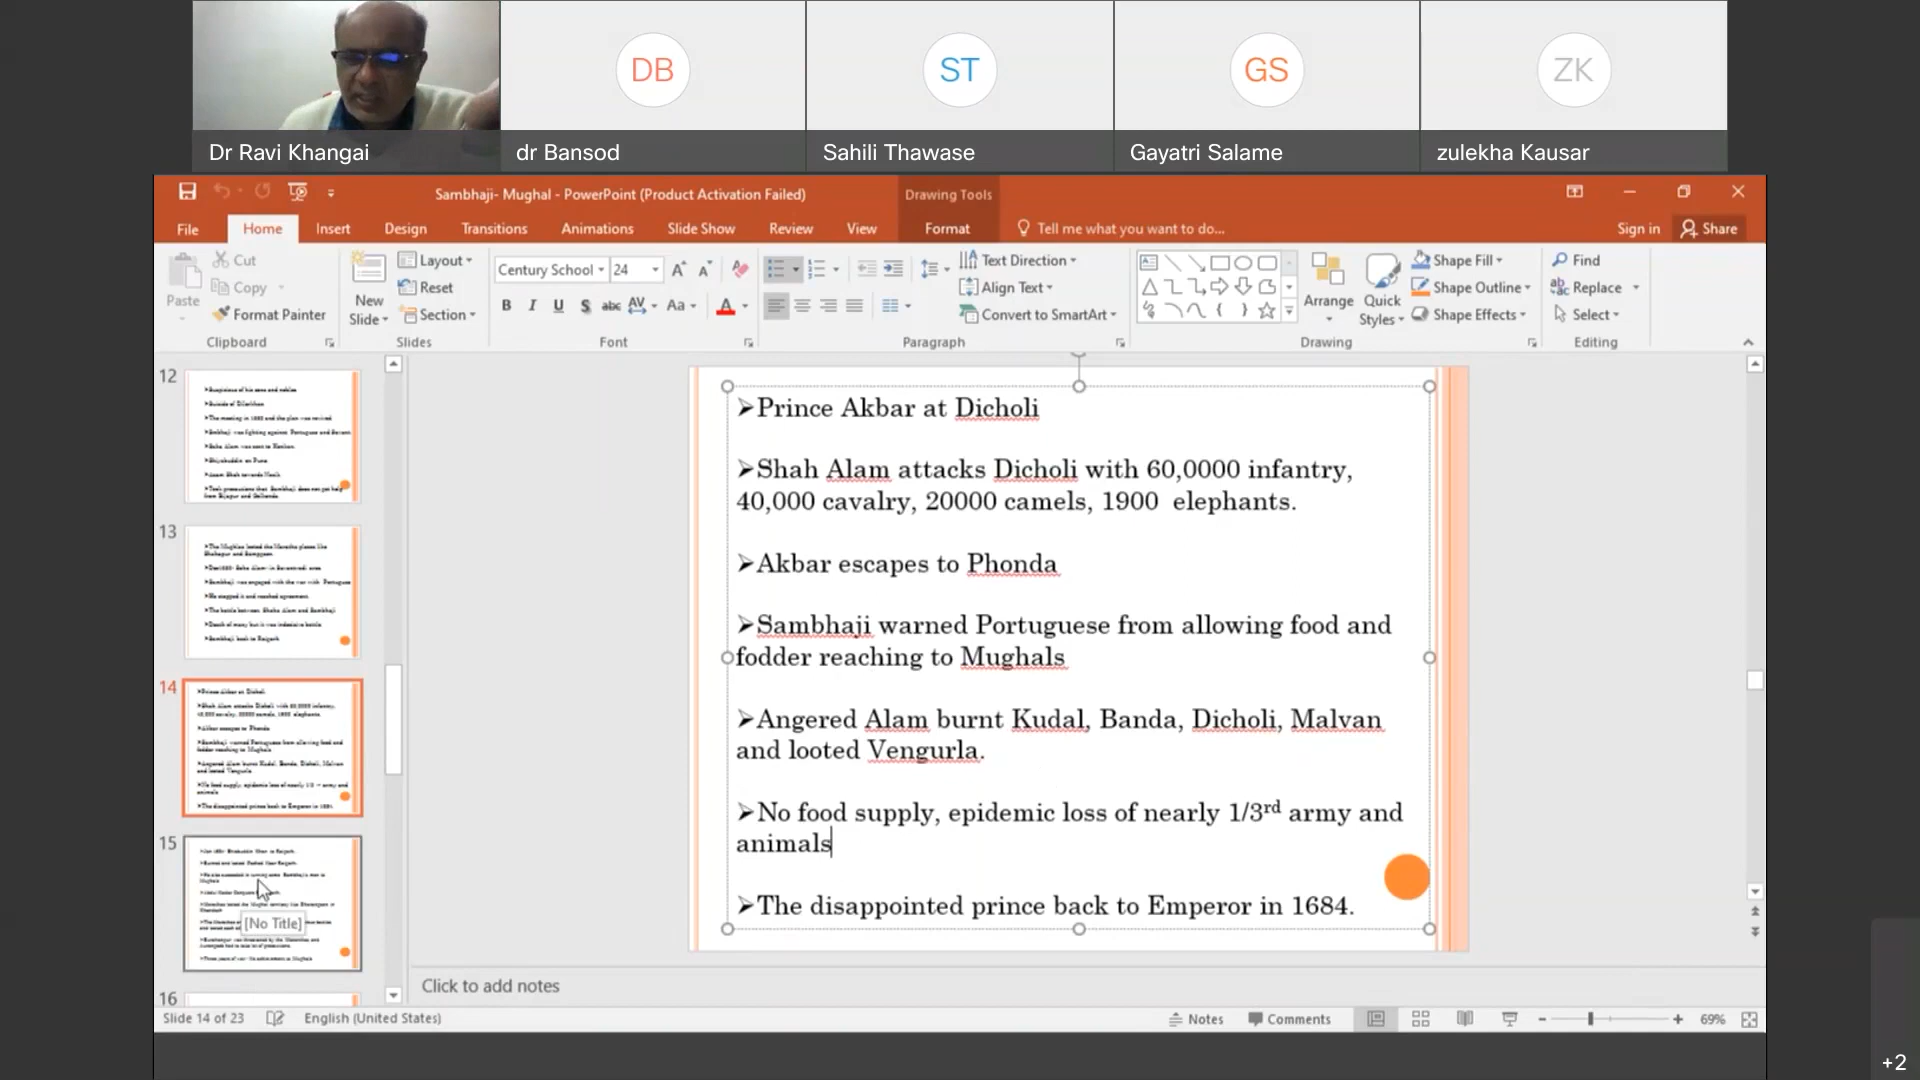 DB
ST
GS
ZK
Dr Ravi Khangai
dr Bansod
Sahili Thawase
Gayatri Salame
zulekha Kausar
Sambhaji- Mughal - PowerPoint (Product Activation Failed)
Drawing Tools
File
Home
Insert
Design
Transitions
Animations
Slide Show
Review
View
Format
Tell me what you want to do...
Sign in
Share
Paste
Cut
Copy
Format Painter
Clipboard
New
Slide
Layout
Reset
Section
Slides
Century School
24
B I U S abc AV Aa A
Font
Text Direction
Align Text
Convert to SmartArt
Paragraph
Arrange
Quick
Styles
Shape Fill
Shape Outline
Shape Effects
Drawing
Find
Replace
Select
Editing
12
13
14
15
[No Title]
16
➢Prince Akbar at Dicholi
➢Shah Alam attacks Dicholi with 60,0000 infantry,
40,000 cavalry, 20000 camels, 1900 elephants.
➢Akbar escapes to Phonda
➢Sambhaji warned Portuguese from allowing food and
fodder reaching to Mughals
➢Angered Alam burnt Kudal, Banda, Dicholi, Malvan
and looted Vengurla.
➢No food supply, epidemic loss of nearly 1/3rd army and
animals
➢The disappointed prince back to Emperor in 1684.
Click to add notes
Slide 14 of 23
English (United States)
Notes
Comments
69%
+2